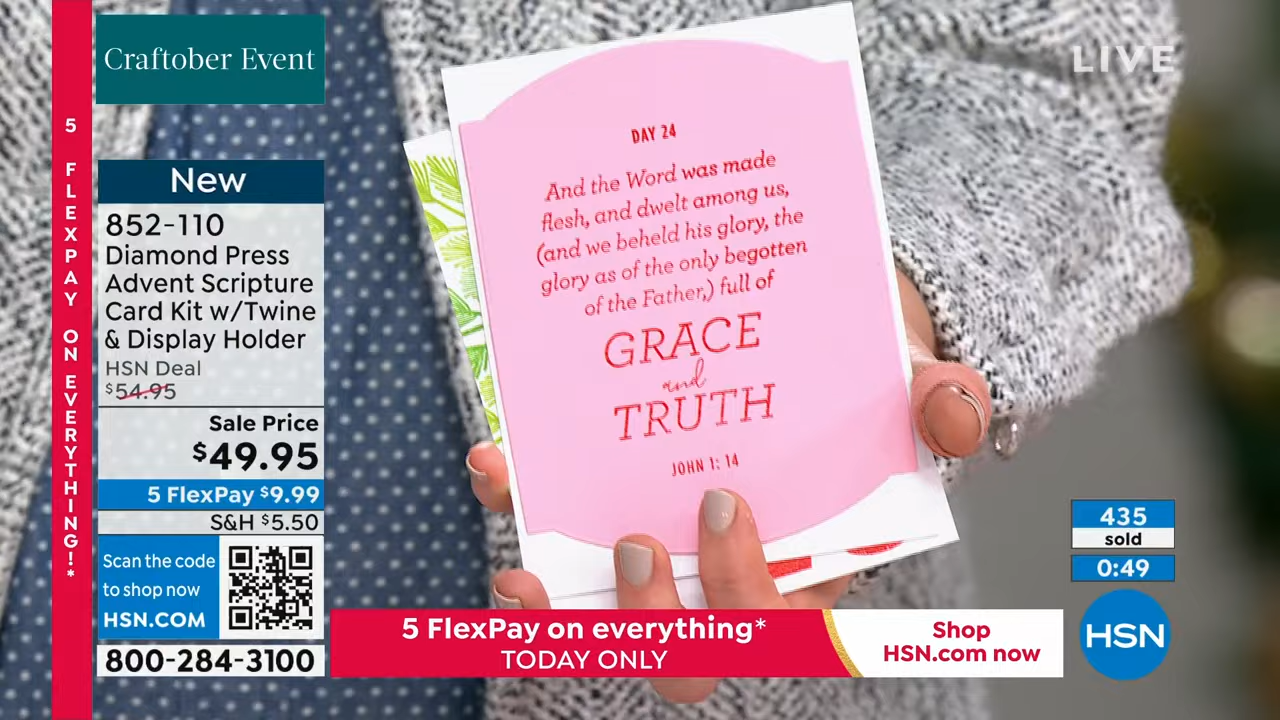 Craftober Event
LIVE
5 FLEXPAY ON EVERYTHING!*
New
852-110
Diamond Press
Advent Scripture
Card Kit w/Twine
& Display Holder
HSN Deal
$54.95
Sale Price
$49.95
5 FlexPay $9.99
S&H $5.50
Scan the code
to shop now
HSN.COM
800-284-3100
DAY 24
And the Word was made
flesh, and dwelt among us,
(and we beheld his glory, the
glory as of the only begotten
of the Father,) full of
GRACE
and
TRUTH
JOHN 1: 14
435
sold
0:49
HSN
5 FlexPay on everything*
TODAY ONLY
Shop
HSN.com now